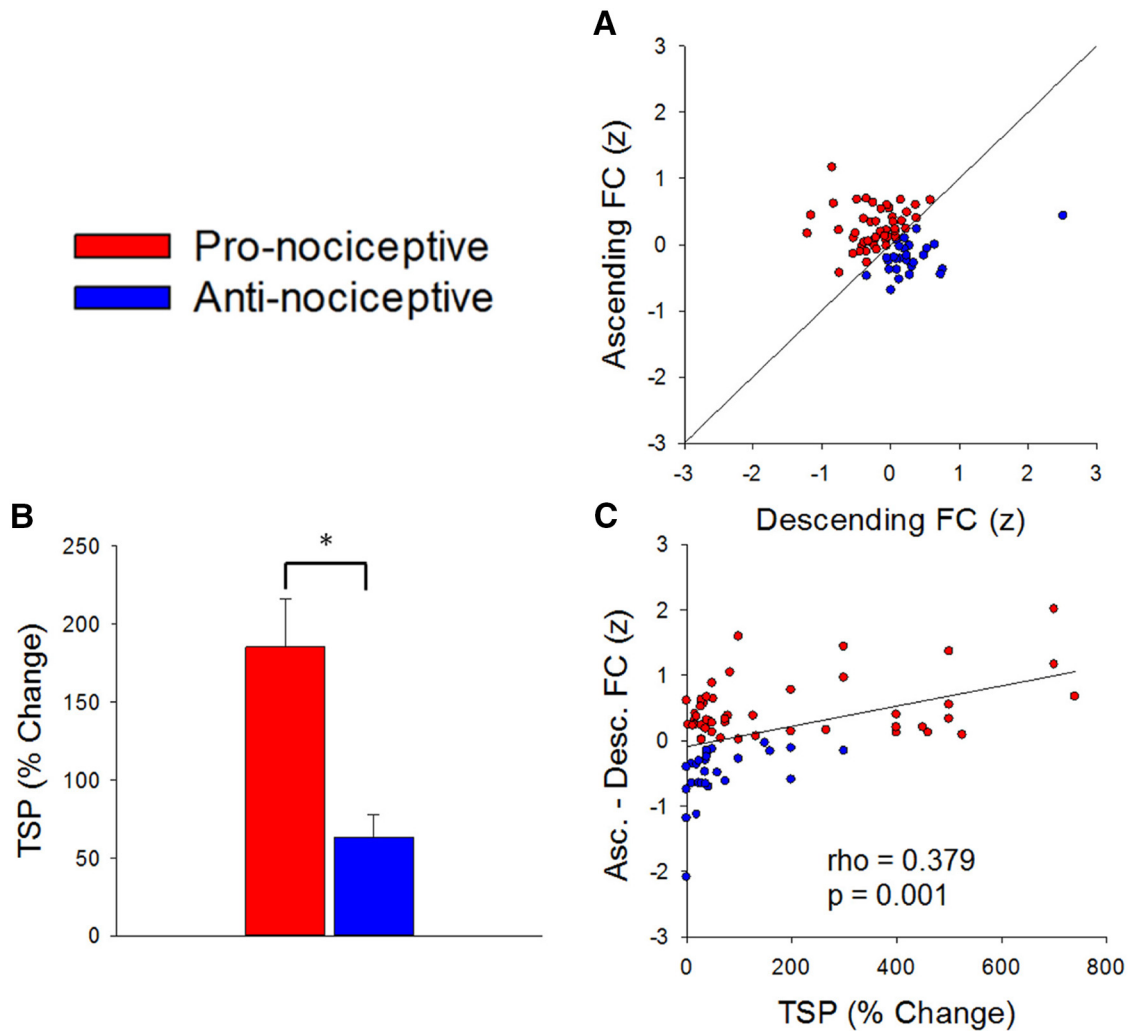 A
3
2
1
0
-1
-2
-3
Ascending FC (z)
-3 -2 -1 0 1 2 3
Descending FC (z)
Pro-nociceptive
Anti-nociceptive
B
250
200
150
100
50
0
TSP (% Change)
*
C
3
2
1
0
-1
-2
-3
Asc. - Desc. FC (z)
rho = 0.379
p = 0.001
0 200 400 600 800
TSP (% Change)